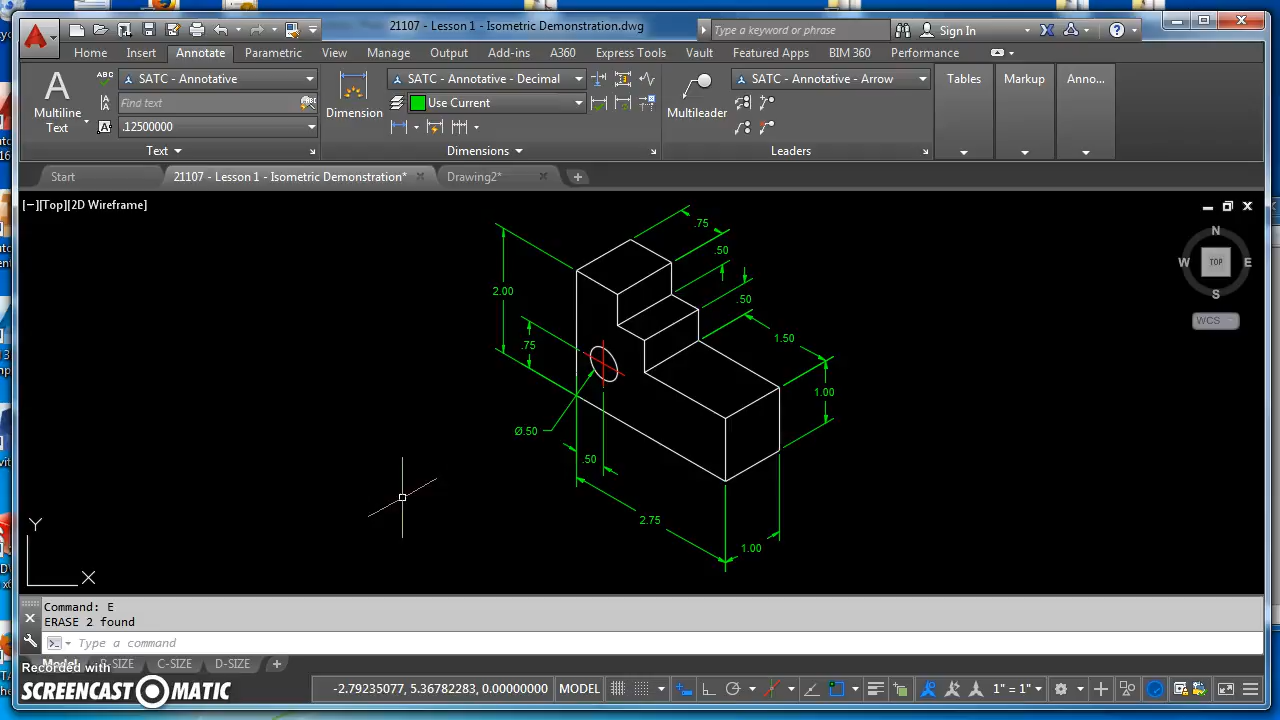 21107 - Lesson 1 - Isometric Demonstration.dwg
Type a keyword or phrase
Sign In
Home Insert Annotate Parametric View Manage Output Add-ins A360 Express Tools Vault Featured Apps BIM 360 Performance
Multiline
Text
ABC
SATC - Annotative
Find text
.12500000
Text
Dimension
SATC - Annotative - Decimal
Use Current
Dimensions
SATC - Annotative - Arrow
Multileader
Leaders
Tables
Markup
Anno...
Start
21107 - Lesson 1 - Isometric Demonstration*
Drawing2*
[−][Top][2D Wireframe]
N
W TOP E
S
WCS
.75
.50
.50
2.00
.75
1.50
1.00
Ø.50
.50
2.75
1.00
Y
X
Command: E
ERASE 2 found
Type a command
Model B-SIZE C-SIZE D-SIZE
Recorded with
SCREENCAST MATIC
-2.79235077, 5.36782283, 0.00000000 MODEL 1" = 1"